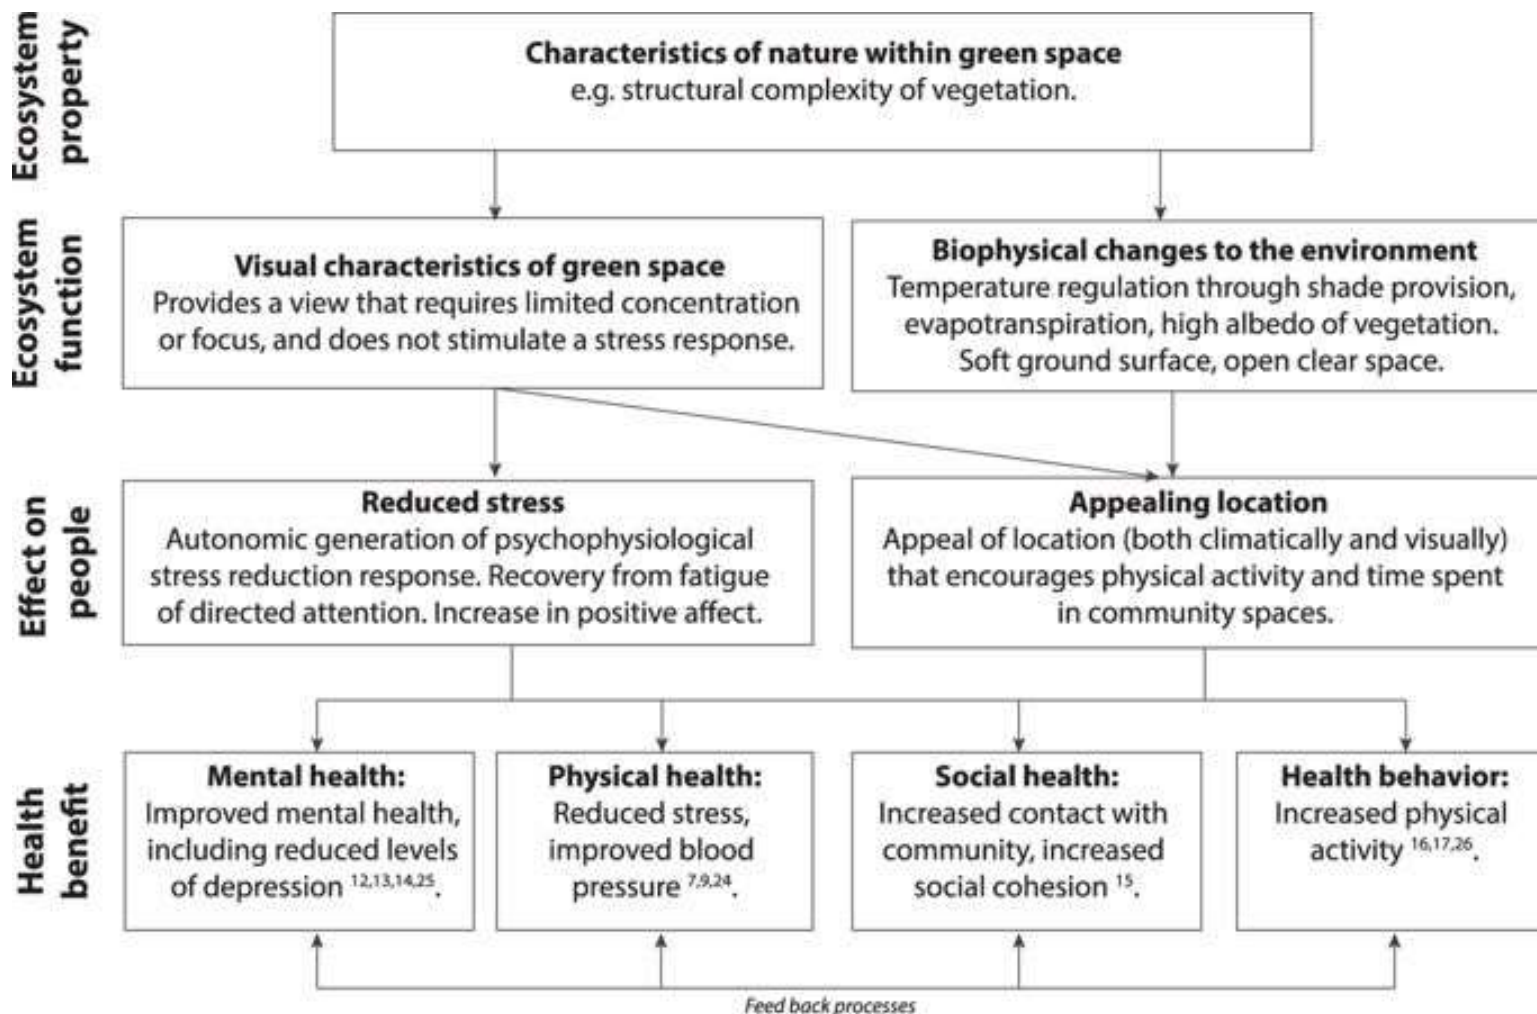 Ecosystem
property
Characteristics of nature within green space
e.g. structural complexity of vegetation.
Ecosystem
function
Visual characteristics of green space
Provides a view that requires limited concentration
or focus, and does not stimulate a stress response.
Biophysical changes to the environment
Temperature regulation through shade provision,
evapotranspiration, high albedo of vegetation.
Soft ground surface, open clear space.
Effect on
people
Reduced stress
Autonomic generation of psychophysiological
stress reduction response. Recovery from fatigue
of directed attention. Increase in positive affect.
Appealing location
Appeal of location (both climatically and visually)
that encourages physical activity and time spent
in community spaces.
Health
benefit
Mental health:
Improved mental health,
including reduced levels
of depression 12,13,14,25.
Physical health:
Reduced stress,
improved blood
pressure 7,9,24.
Social health:
Increased contact with
community, increased
social cohesion 15.
Health behavior:
Increased physical
activity 16,17,26.
Feed back processes